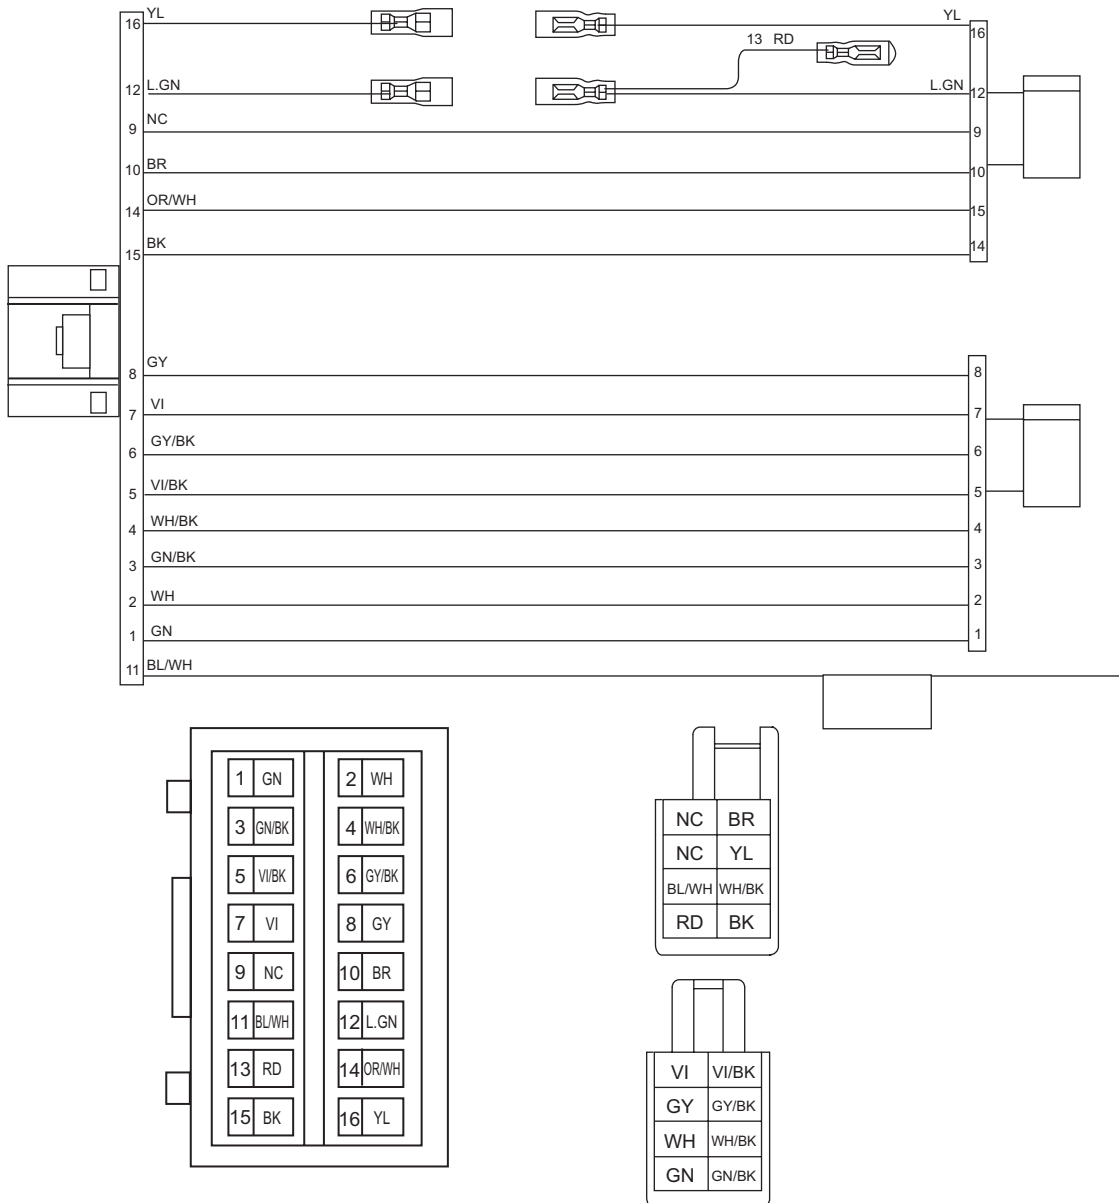 16 YL YL 16
13 RD
12 L.GN L.GN 12
9 NC 9
10 BR 10
14 OR/WH 15
15 BK 14
8 GY 8
7 VI 7
6 GY/BK 6
5 VI/BK 5
4 WH/BK 4
3 GN/BK 3
2 WH 2
1 GN 1
11 BL/WH
1 GN 2 WH
3 GN/BK 4 WH/BK
5 VI/BK 6 GY/BK
7 VI 8 GY
9 NC 10 BR
11 BL/WH 12 L.GN
13 RD 14 OR/WH
15 BK 16 YL
NC BR
NC YL
BL/WH WH/BK
RD BK
VI VI/BK
GY GY/BK
WH WH/BK
GN GN/BK